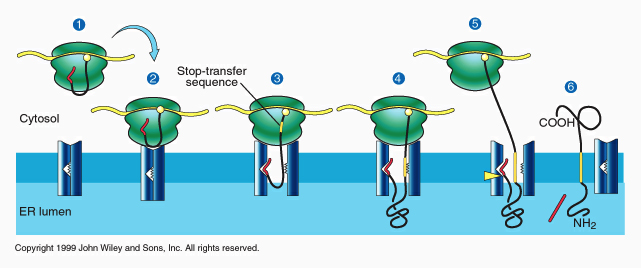 1
2
3
4
5
6
Stop-transfer
sequence
Cytosol
COOH
ER lumen
NH2
Copyright 1999 John Wiley and Sons, Inc. All rights reserved.